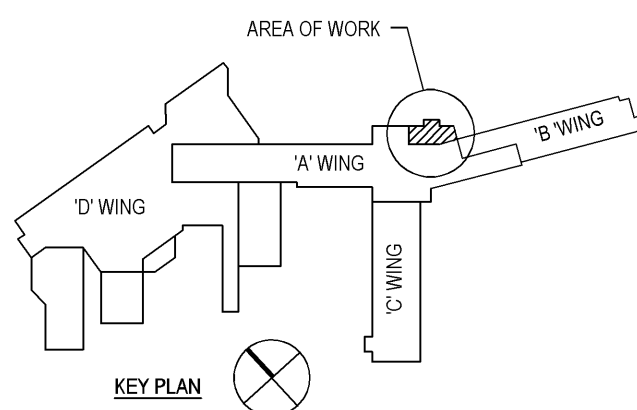 AREA OF WORK
'B' WING
'A' WING
'D' WING
'C' WING
KEY PLAN